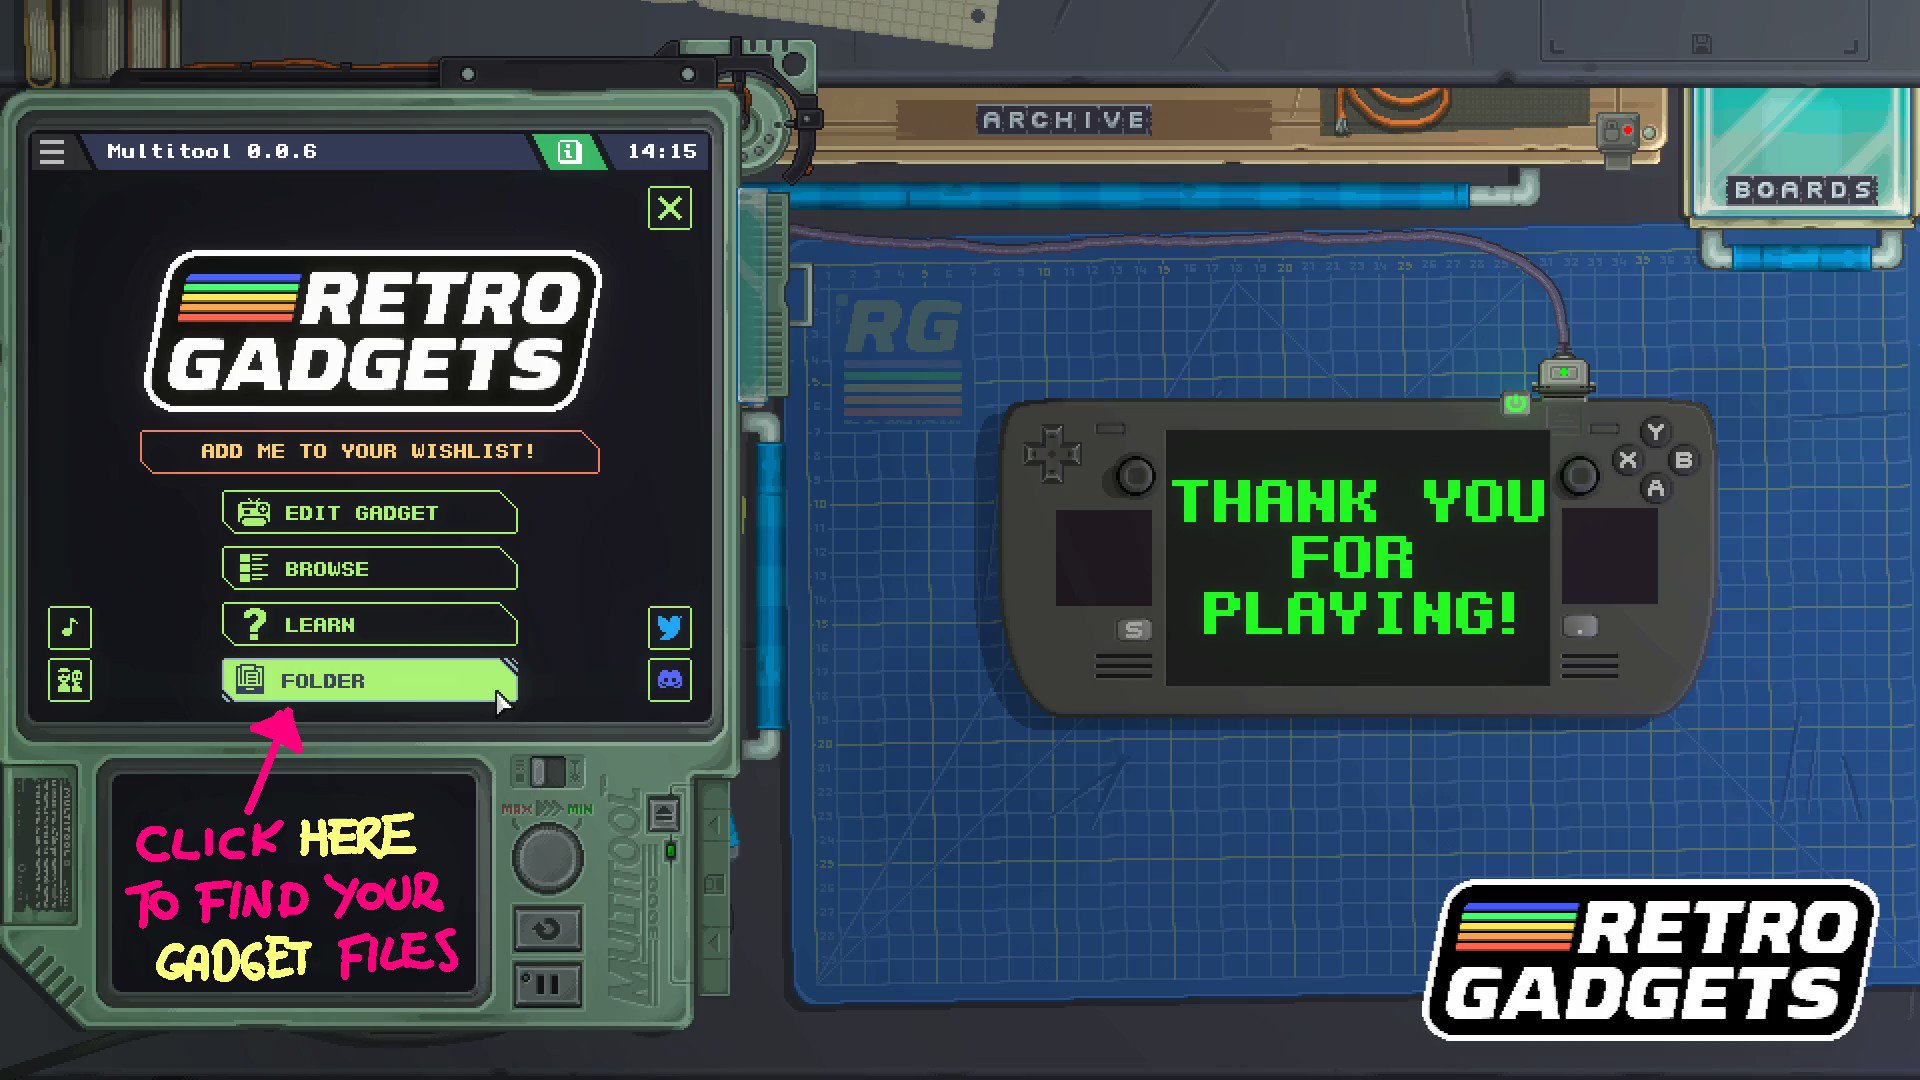 ARCHIVE
Multitool 0.0.6
14:15
BOARDS
RETRO
GADGETS
RG
ADD ME TO YOUR WISHLIST!
EDIT GADGET
BROWSE
LEARN
FOLDER
Y
X B
A
THANK YOU
FOR
PLAYING!
S
MAX MIN
MULTITOOL
CLICK HERE
TO FIND YOUR
GADGET FILES
RETRO
GADGETS